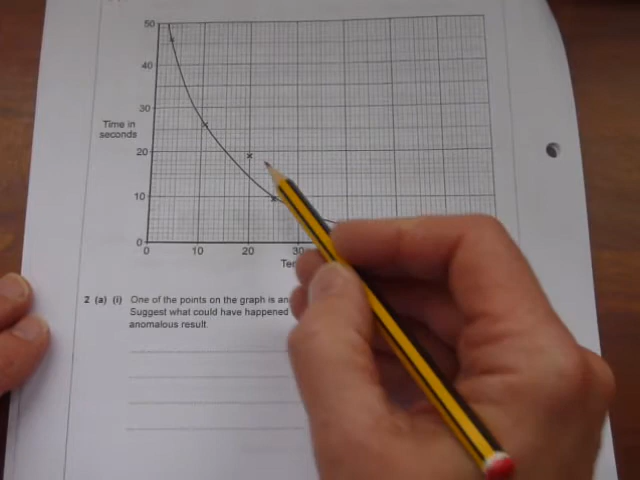 50
40
30
Time in
seconds
20
10
0
0 10 20 30
2 (a) (i) One of the points on the graph is
Suggest what could have happened
anomalous result.